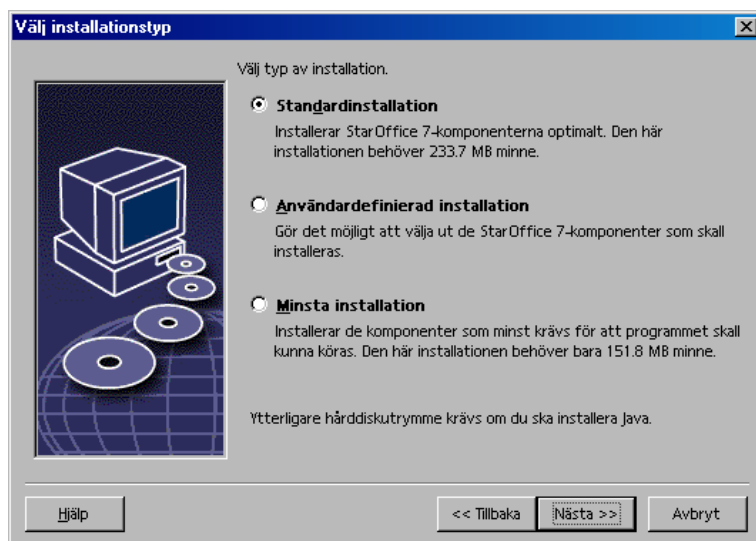 Välj installationstyp
Välj typ av installation.
Standardinstallation
Installerar StarOffice 7-komponenterna optimalt. Den här
installationen behöver 233.7 MB minne.
Användardefinierad installation
Gör det möjligt att välja ut de StarOffice 7-komponenter som skall
installeras.
Minsta installation
Installerar de komponenter som minst krävs för att programmet skall
kunna köras. Den här installationen behöver bara 151.8 MB minne.
Ytterligare hårddiskutrymme krävs om du ska installera Java.
Hjälp
<< Tillbaka
Nästa >>
Avbryt